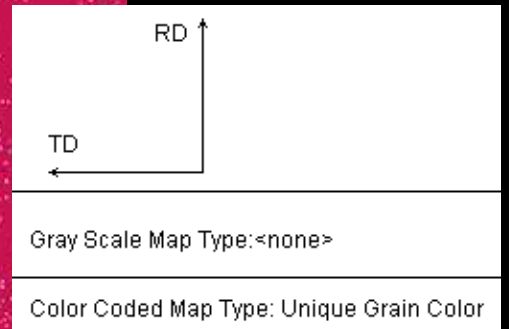 RD
TD
Gray Scale Map Type:<none>
Color Coded Map Type: Unique Grain Color